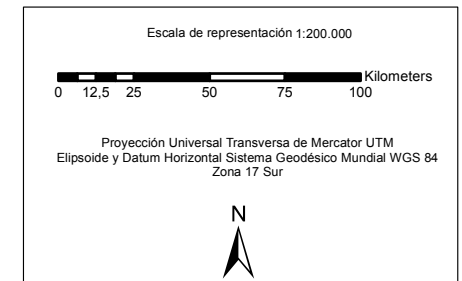 Escala de representación 1:200.000
Kilometers
0 12,5 25 50 75 100
Proyección Universal Transversa de Mercator UTM
Elipsoide y Datum Horizontal Sistema Geodésico Mundial WGS 84
Zona 17 Sur
N